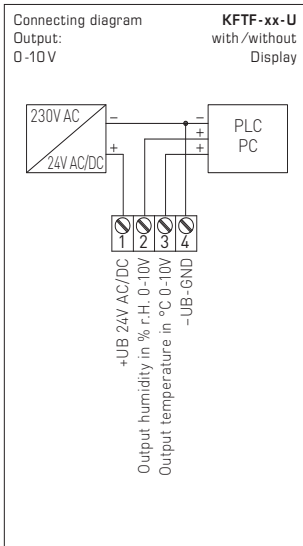 Connecting diagram
Output:
0-10 V
KFTF-xx-U
with/without
Display
230V AC
24V AC/DC
–
+
–
+
+
PLC
PC
1 2 3 4
+UB 24V AC/DC
Output humidity in % r.H. 0-10V
Output temperature in °C 0-10V
–UB-GND